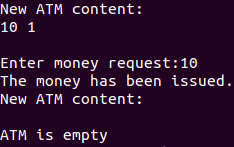 New ATM content:
10 1
Enter money request:10
The money has been issued.
New ATM content:
ATM is empty